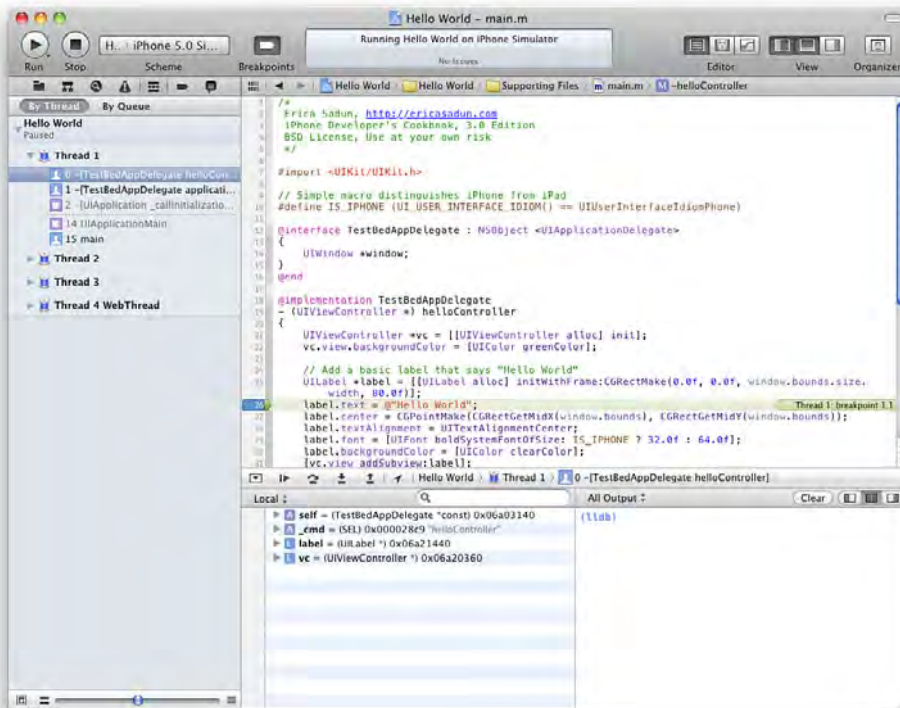 Hello World – main.m
Run
Stop
H... iPhone 5.0 Si...
Scheme
Breakpoints
Running Hello World on iPhone Simulator
No Issues
Editor
View
Organizer
By Thread By Queue
Hello World
Paused
Thread 1
0 -[TestBedAppDelegate helloCon...
1 -[TestBedAppDelegate applicati...
2 -[UIApplication _callInitializatio...
14 UIApplicationMain
15 main
Thread 2
Thread 3
Thread 4 WebThread
Hello World Hello World Supporting Files main.m M -helloController
/*
Erica Sadun, http://ericasadun.com
iPhone Developer's Cookbook, 3.0 Edition
BSD License, Use at your own risk
*/
#import <UIKit/UIKit.h>
// Simple macro distinguishes iPhone from iPad
#define IS_IPHONE (UI_USER_INTERFACE_IDIOM() == UIUserInterfaceIdiomPhone)
@interface TestBedAppDelegate : NSObject <UIApplicationDelegate>
{
UIWindow *window;
}
@end
@implementation TestBedAppDelegate
- (UIViewController *) helloController
{
UIViewController *vc = [[UIViewController alloc] init];
vc.view.backgroundColor = [UIColor greenColor];
// Add a basic label that says "Hello World"
UILabel *label = [[UILabel alloc] initWithFrame:CGRectMake(0.0f, 0.0f, window.bounds.size.
width, 80.0f)];
26 label.text = @"Hello World"; Thread 1: breakpoint 1.1
label.center = CGPointMake(CGRectGetMidX(window.bounds), CGRectGetMidY(window.bounds));
label.textAlignment = UITextAlignmentCenter;
label.font = [UIFont boldSystemFontOfSize: IS_IPHONE ? 32.0f : 64.0f];
label.backgroundColor = [UIColor clearColor];
[vc.view addSubview:label];
Hello World Thread 1 0 -[TestBedAppDelegate helloController]
Local
All Output
Clear
A self = (TestBedAppDelegate *const) 0x06a03140
A _cmd = (SEL) 0x000028c9 "helloController"
L label = (UILabel *) 0x06a21440
L vc = (UIViewController *) 0x06a20360
(lldb)